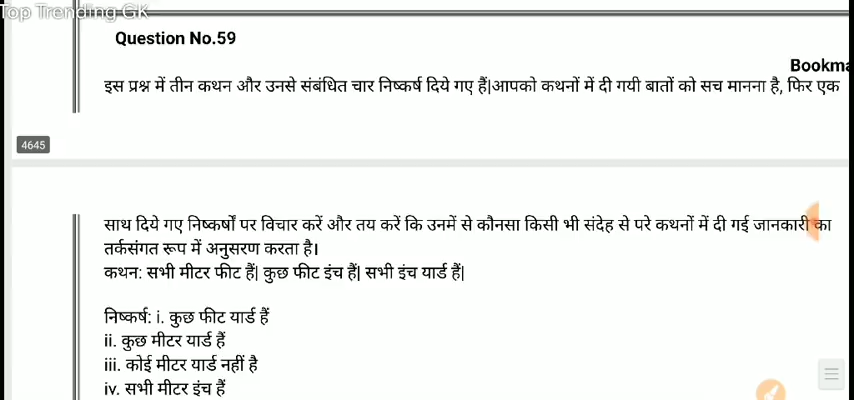 Top Trending GK
Question No.59
Bookma
इस प्रश्न में तीन कथन और उनसे संबंधित चार निष्कर्ष दिये गए हैं|आपको कथनों में दी गयी बातों को सच मानना है, फिर एक
4645
साथ दिये गए निष्कर्षों पर विचार करें और तय करें कि उनमें से कौनसा किसी भी संदेह से परे कथनों में दी गई जानकारी का
तर्कसंगत रूप में अनुसरण करता है।
कथन: सभी मीटर फीट हैं| कुछ फीट इंच हैं| सभी इंच यार्ड हैं|
निष्कर्ष: i. कुछ फीट यार्ड हैं
ii. कुछ मीटर यार्ड हैं
iii. कोई मीटर यार्ड नहीं है
iv. सभी मीटर इंच हैं